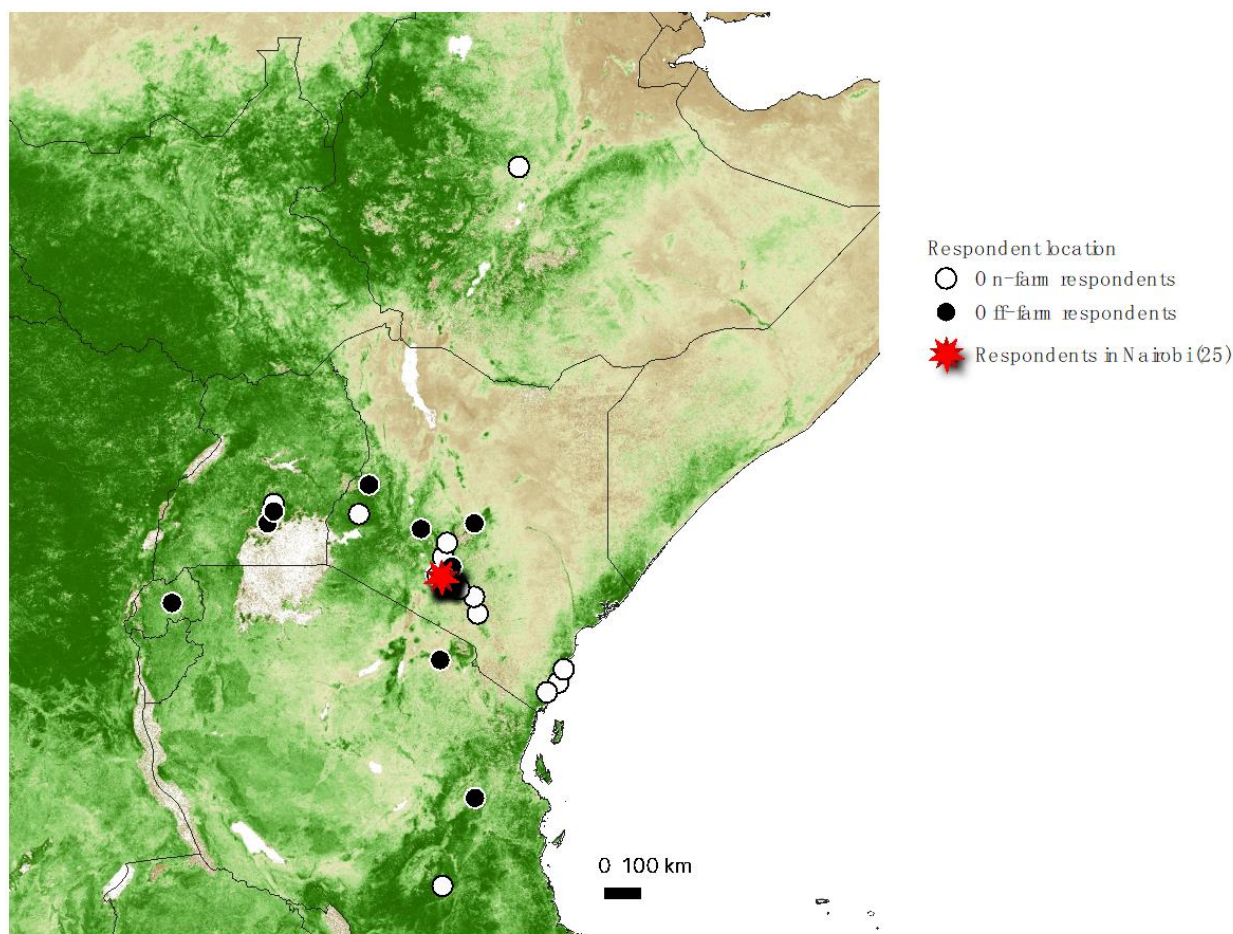 Respondent location
On-farm respondents
Off-farm respondents
Respondents in Nairobi (25)
0 100 km